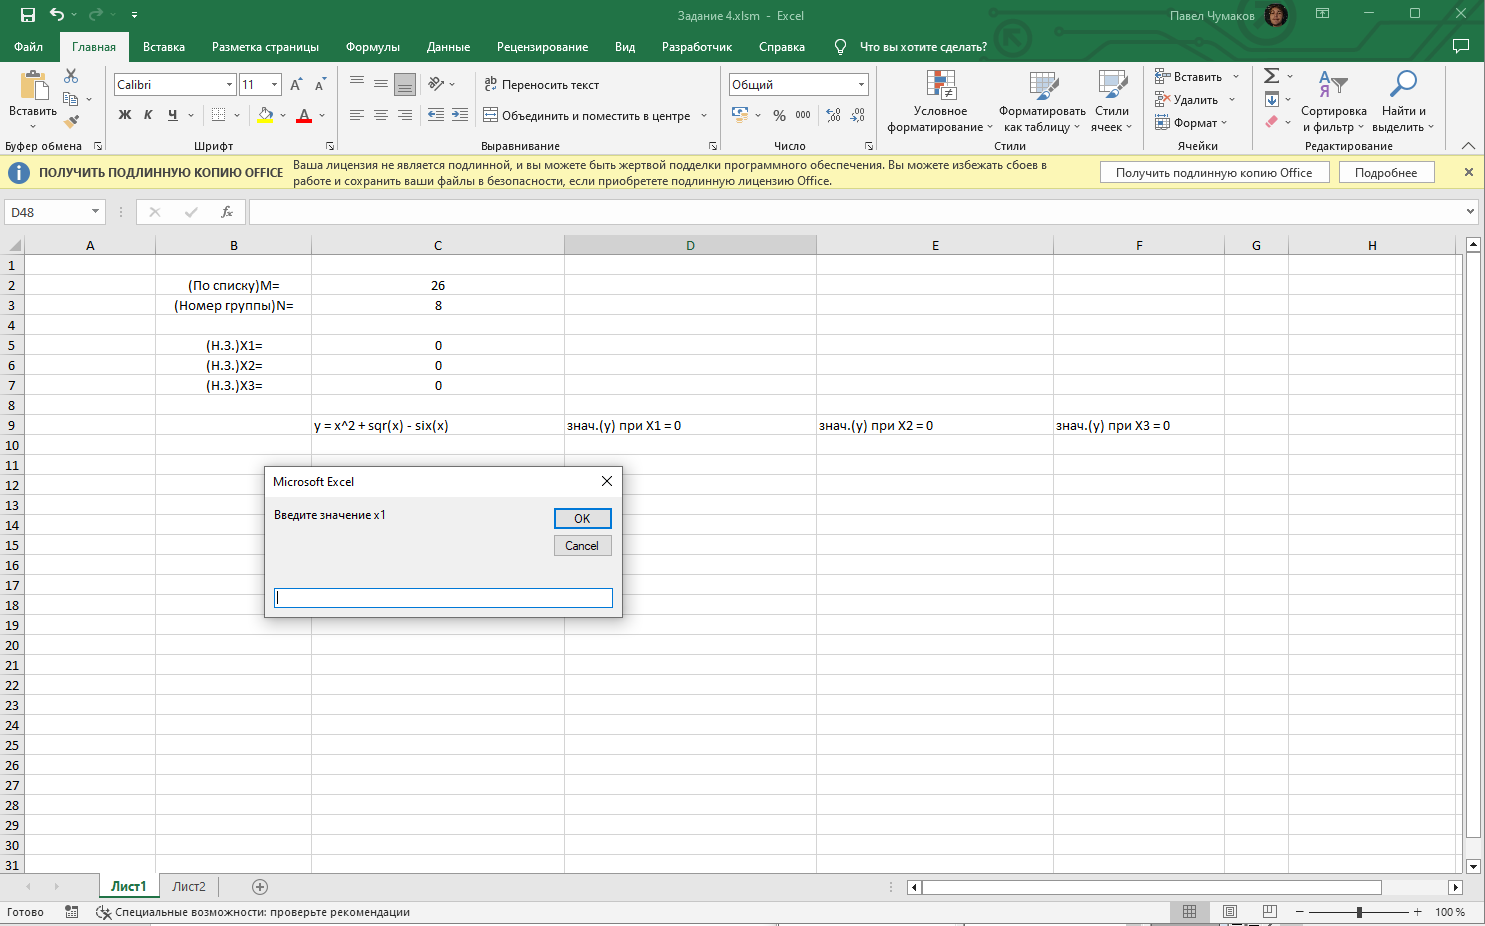 Задание 4.xlsm - Excel
Павел Чумаков
Файл Главная Вставка Разметка страницы Формулы Данные Рецензирование Вид Разработчик Справка Что вы хотите сделать?
Вставить
Буфер обмена
Calibri 11
Ж К Ч
Шрифт
Переносить текст
Объединить и поместить в центре
Выравнивание
Общий
% 000
Число
Условное форматирование
Форматировать как таблицу
Стили ячеек
Стили
Вставить
Удалить
Формат
Ячейки
Сортировка и фильтр
Найти и выделить
Редактирование
ПОЛУЧИТЬ ПОДЛИННУЮ КОПИЮ OFFICE
Ваша лицензия не является подлинной, и вы можете быть жертвой подделки программного обеспечения. Вы можете избежать сбоев в
работе и сохранить ваши файлы в безопасности, если приобретете подлинную лицензию Office.
Получить подлинную копию Office
Подробнее
D48
fx
A B C D E F G H
1
2 (По списку)M= 26
3 (Номер группы)N= 8
4
5 (Н.З.)X1= 0
6 (Н.З.)X2= 0
7 (Н.З.)X3= 0
8
9 y = x^2 + sqr(x) - six(x) знач.(y) при X1 = 0 знач.(y) при X2 = 0 знач.(y) при X3 = 0
10
11
12
13
14
15
16
17
18
19
20
21
22
23
24
25
26
27
28
29
30
31
Microsoft Excel
Введите значение x1
OK
Cancel
Лист1 Лист2
Готово
Специальные возможности: проверьте рекомендации
100 %